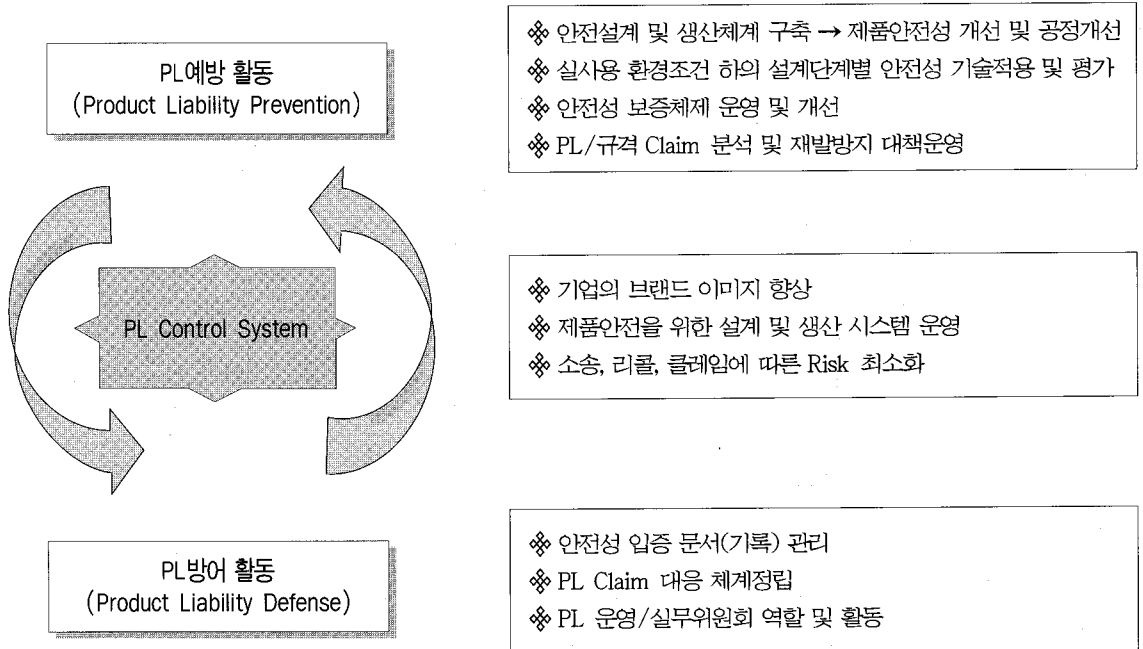 PL예방 활동
(Product Liability Prevention)
❖ 안전설계 및 생산체계 구축 → 제품안전성 개선 및 공정개선
❖ 실사용 환경조건 하의 설계단계별 안전성 기술적용 및 평가
❖ 안전성 보증체제 운영 및 개선
❖ PL/규격 Claim 분석 및 재발방지 대책운영
PL Control System
❖ 기업의 브랜드 이미지 향상
❖ 제품안전을 위한 설계 및 생산 시스템 운영
❖ 소송, 리콜, 클레임에 따른 Risk 최소화
PL방어 활동
(Product Liability Defense)
❖ 안전성 입증 문서(기록) 관리
❖ PL Claim 대응 체계정립
❖ PL 운영/실무위원회 역할 및 활동